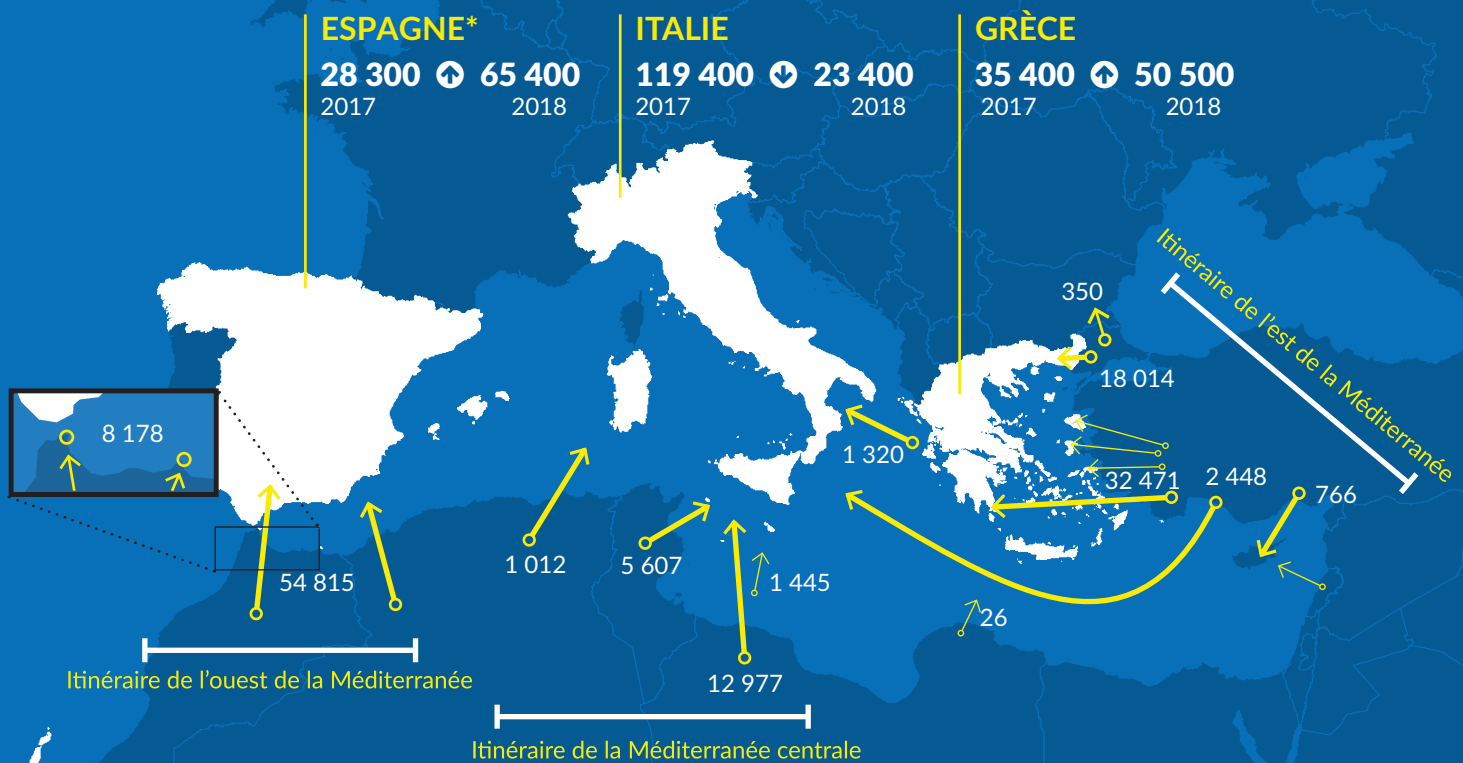 ESPAGNE*
28 300 65 400
2017 2018
ITALIE
119 400 23 400
2017 2018
GRÈCE
35 400 50 500
2017 2018
Itinéraire de l'est de la Méditerranée
350
18 014
8 178
1 320
32 471
2 448
766
1 012
5 607
54 815
1 445
26
Itinéraire de l'ouest de la Méditerranée
12 977
Itinéraire de la Méditerranée centrale